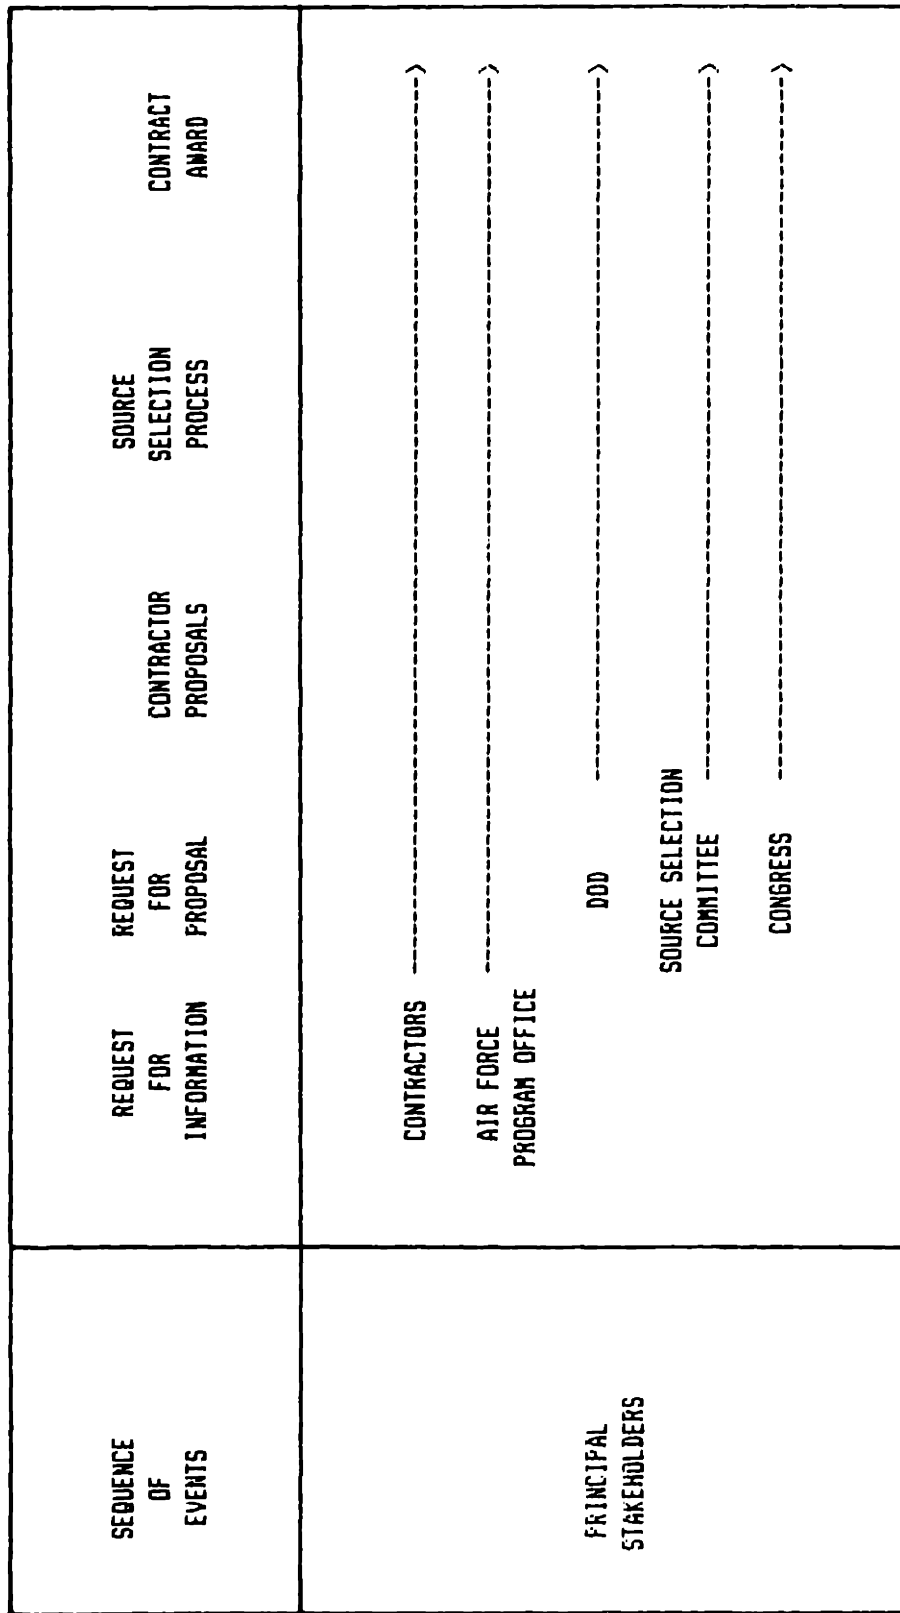 SEQUENCE
OF
EVENTS
REQUEST
FOR
INFORMATION
REQUEST
FOR
PROPOSAL
CONTRACTOR
PROPOSALS
SOURCE
SELECTION
PROCESS
CONTRACT
AWARD
PRINCIPAL
STAKEHOLDERS
CONTRACTORS
AIR FORCE
PROGRAM OFFICE
DOD
SOURCE SELECTION
COMMITTEE
CONGRESS